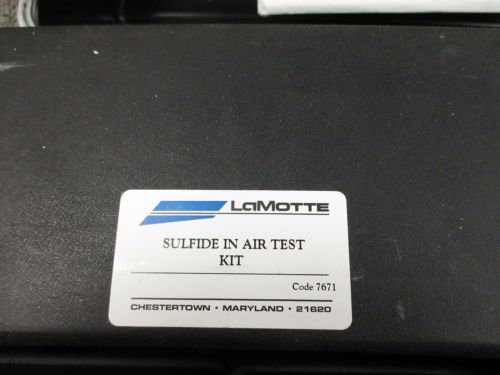 LaMOTTE
SULFIDE IN AIR TEST
KIT
Code 7671
CHESTERTOWN • MARYLAND • 21620